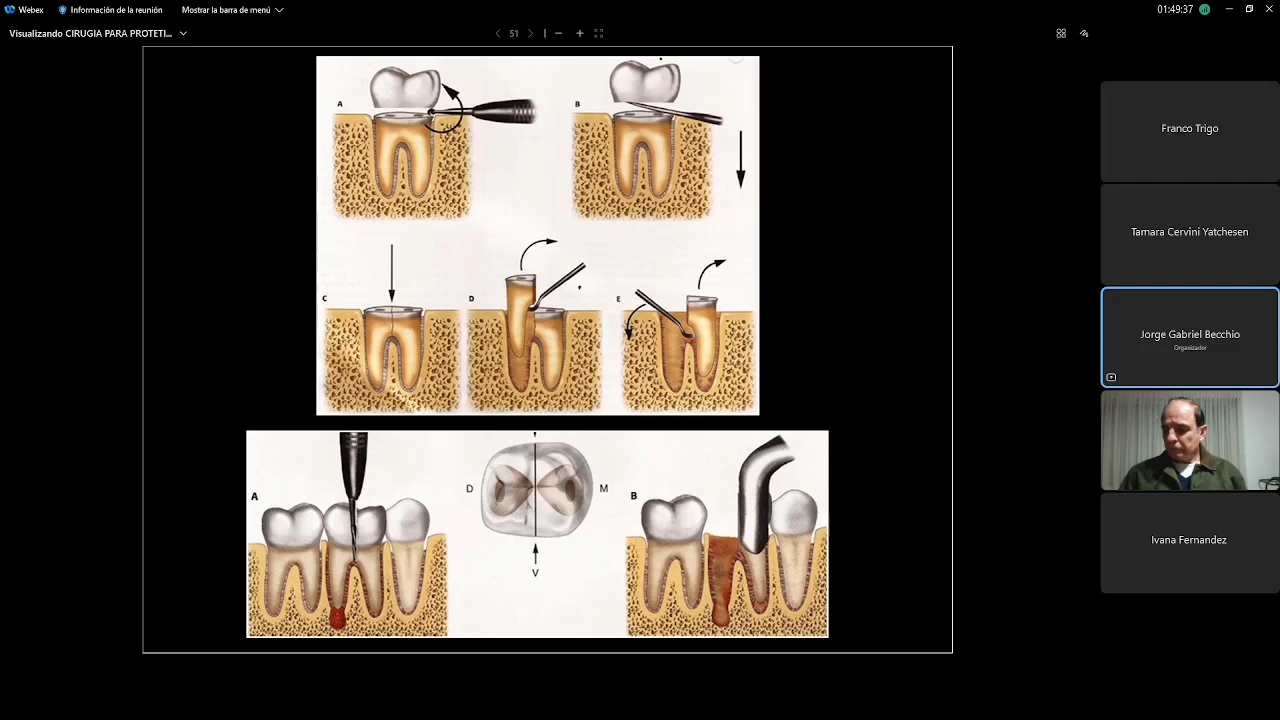 Webex
Información de la reunión
Mostrar la barra de menú
01:49:37
Visualizando CIRUGIA PARA PROTETI...
51
A
B
C
D
E
A
D
M
V
B
Franco Trigo
Tamara Cervini Yatchesen
Jorge Gabriel Becchio
Organizador
Ivana Fernandez